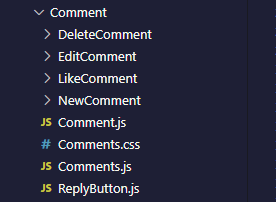 Comment
DeleteComment
EditComment
LikeComment
NewComment
JS Comment.js
# Comments.css
JS Comments.js
JS ReplyButton.js